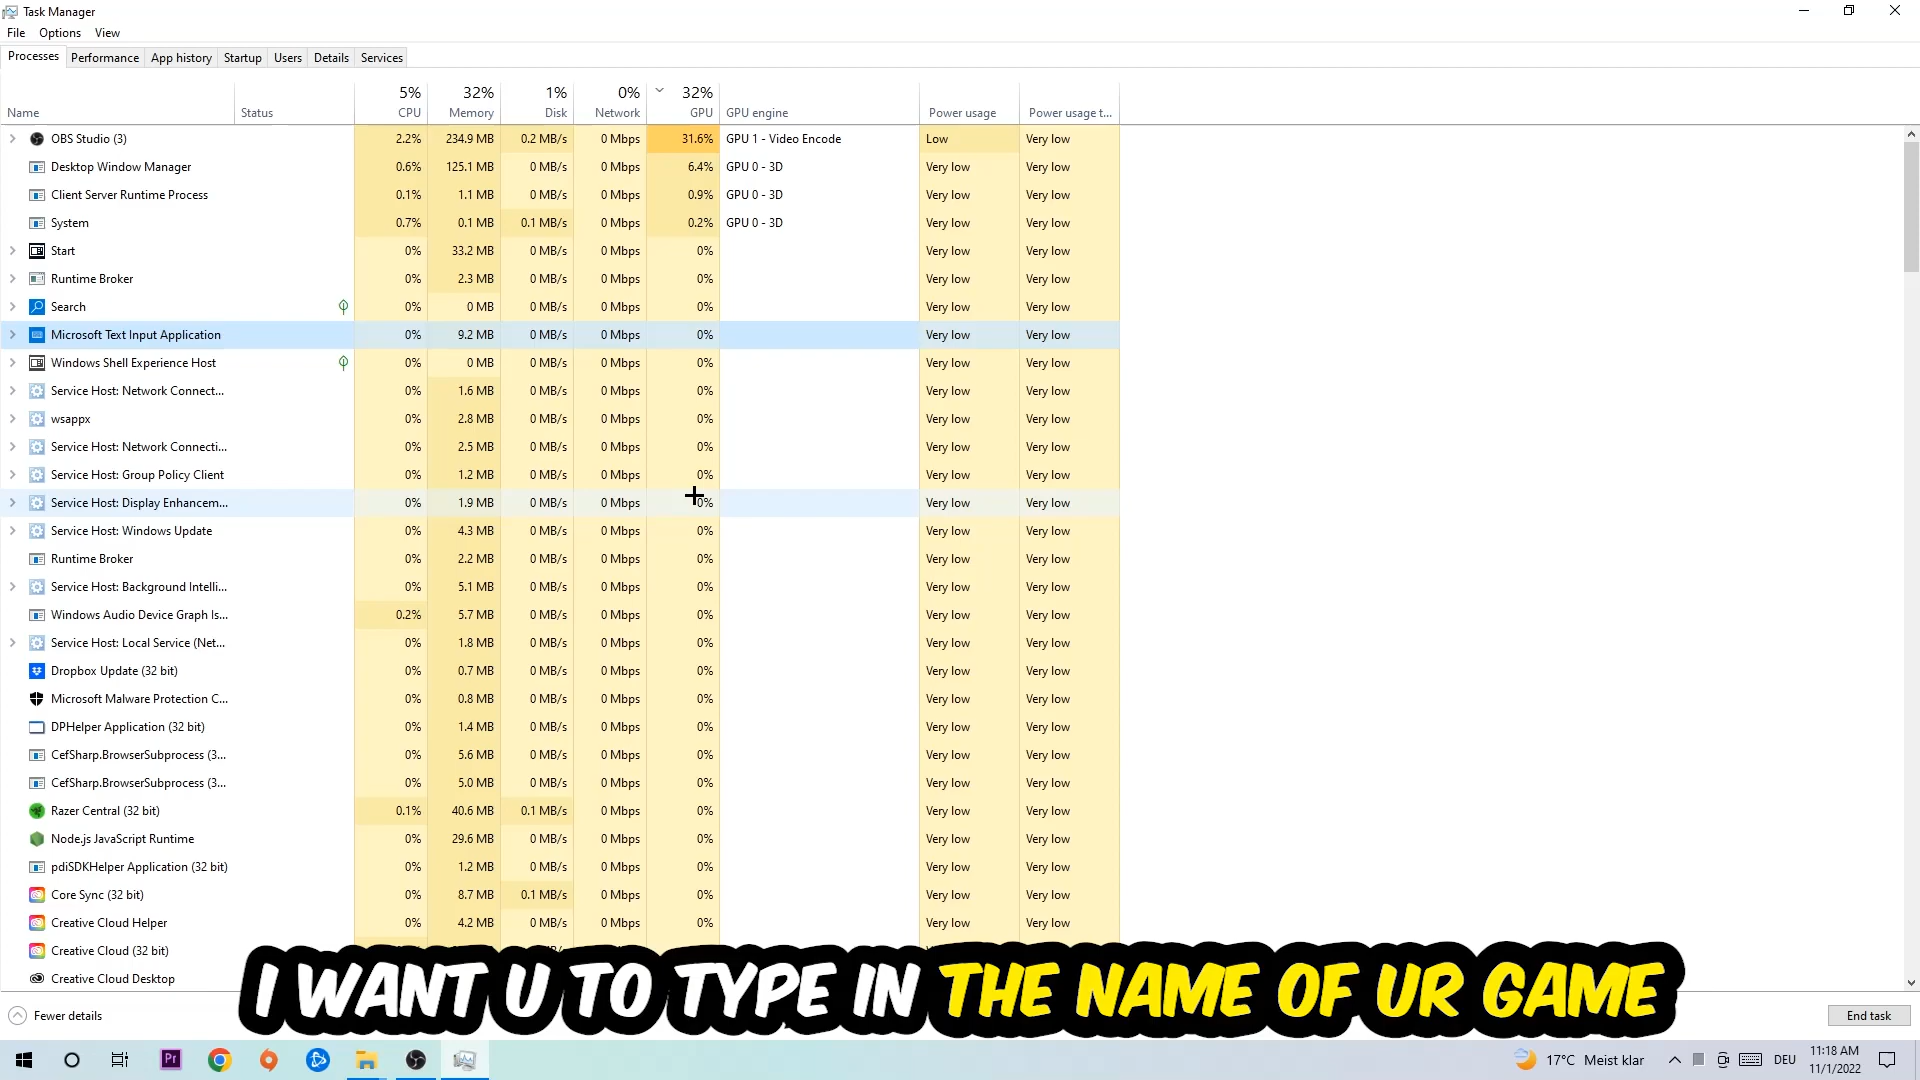 Task Manager
File Options View
Processes Performance App history Startup Users Details Services
5% 32% 1% 0% 32%
Name Status CPU Memory Disk Network GPU GPU engine Power usage Power usage t...
OBS Studio (3) 2.2% 234.9 MB 0.2 MB/s 0 Mbps 31.6% GPU 1 - Video Encode Low Very low
Desktop Window Manager 0.6% 125.1 MB 0 MB/s 0 Mbps 6.4% GPU 0 - 3D Very low Very low
Client Server Runtime Process 0.1% 1.1 MB 0 MB/s 0 Mbps 0.9% GPU 0 - 3D Very low Very low
System 0.7% 0.1 MB 0.1 MB/s 0 Mbps 0.2% GPU 0 - 3D Very low Very low
Start 0% 33.2 MB 0 MB/s 0 Mbps 0% Very low Very low
Runtime Broker 0% 2.3 MB 0 MB/s 0 Mbps 0% Very low Very low
Search 0% 0 MB 0 MB/s 0 Mbps 0% Very low Very low
Microsoft Text Input Application 0% 9.2 MB 0 MB/s 0 Mbps 0% Very low Very low
Windows Shell Experience Host 0% 0 MB 0 MB/s 0 Mbps 0% Very low Very low
Service Host: Network Connect... 0% 1.6 MB 0 MB/s 0 Mbps 0% Very low Very low
wsappx 0% 2.8 MB 0 MB/s 0 Mbps 0% Very low Very low
Service Host: Network Connecti... 0% 2.5 MB 0 MB/s 0 Mbps 0% Very low Very low
Service Host: Group Policy Client 0% 1.2 MB 0 MB/s 0 Mbps 0% Very low Very low
Service Host: Display Enhancem... 0% 1.9 MB 0 MB/s 0 Mbps 0% Very low Very low
Service Host: Windows Update 0% 4.3 MB 0 MB/s 0 Mbps 0% Very low Very low
Runtime Broker 0% 2.2 MB 0 MB/s 0 Mbps 0% Very low Very low
Service Host: Background Intelli... 0% 5.1 MB 0 MB/s 0 Mbps 0% Very low Very low
Windows Audio Device Graph Is... 0.2% 5.7 MB 0 MB/s 0 Mbps 0% Very low Very low
Service Host: Local Service (Net... 0% 1.8 MB 0 MB/s 0 Mbps 0% Very low Very low
Dropbox Update (32 bit) 0% 0.7 MB 0 MB/s 0 Mbps 0% Very low Very low
Microsoft Malware Protection C... 0% 0.8 MB 0 MB/s 0 Mbps 0% Very low Very low
DPHelper Application (32 bit) 0% 1.4 MB 0 MB/s 0 Mbps 0% Very low Very low
CefSharp.BrowserSubprocess (3... 0% 5.6 MB 0 MB/s 0 Mbps 0% Very low Very low
CefSharp.BrowserSubprocess (3... 0% 5.0 MB 0 MB/s 0 Mbps 0% Very low Very low
Razer Central (32 bit) 0.1% 40.6 MB 0.1 MB/s 0 Mbps 0% Very low Very low
Node.js JavaScript Runtime 0% 29.6 MB 0 MB/s 0 Mbps 0% Very low Very low
pdiSDKHelper Application (32 bit) 0% 1.2 MB 0 MB/s 0 Mbps 0% Very low Very low
Core Sync (32 bit) 0% 8.7 MB 0.1 MB/s 0 Mbps 0% Very low Very low
Creative Cloud Helper 0% 4.2 MB 0 MB/s 0 Mbps 0% Very low Very low
Creative Cloud (32 bit)
Creative Cloud Desktop
I WANT U TO TYPE IN THE NAME OF UR GAME
Fewer details End task
Pr 17°C Meist klar DEU 11:18 AM
11/1/2022